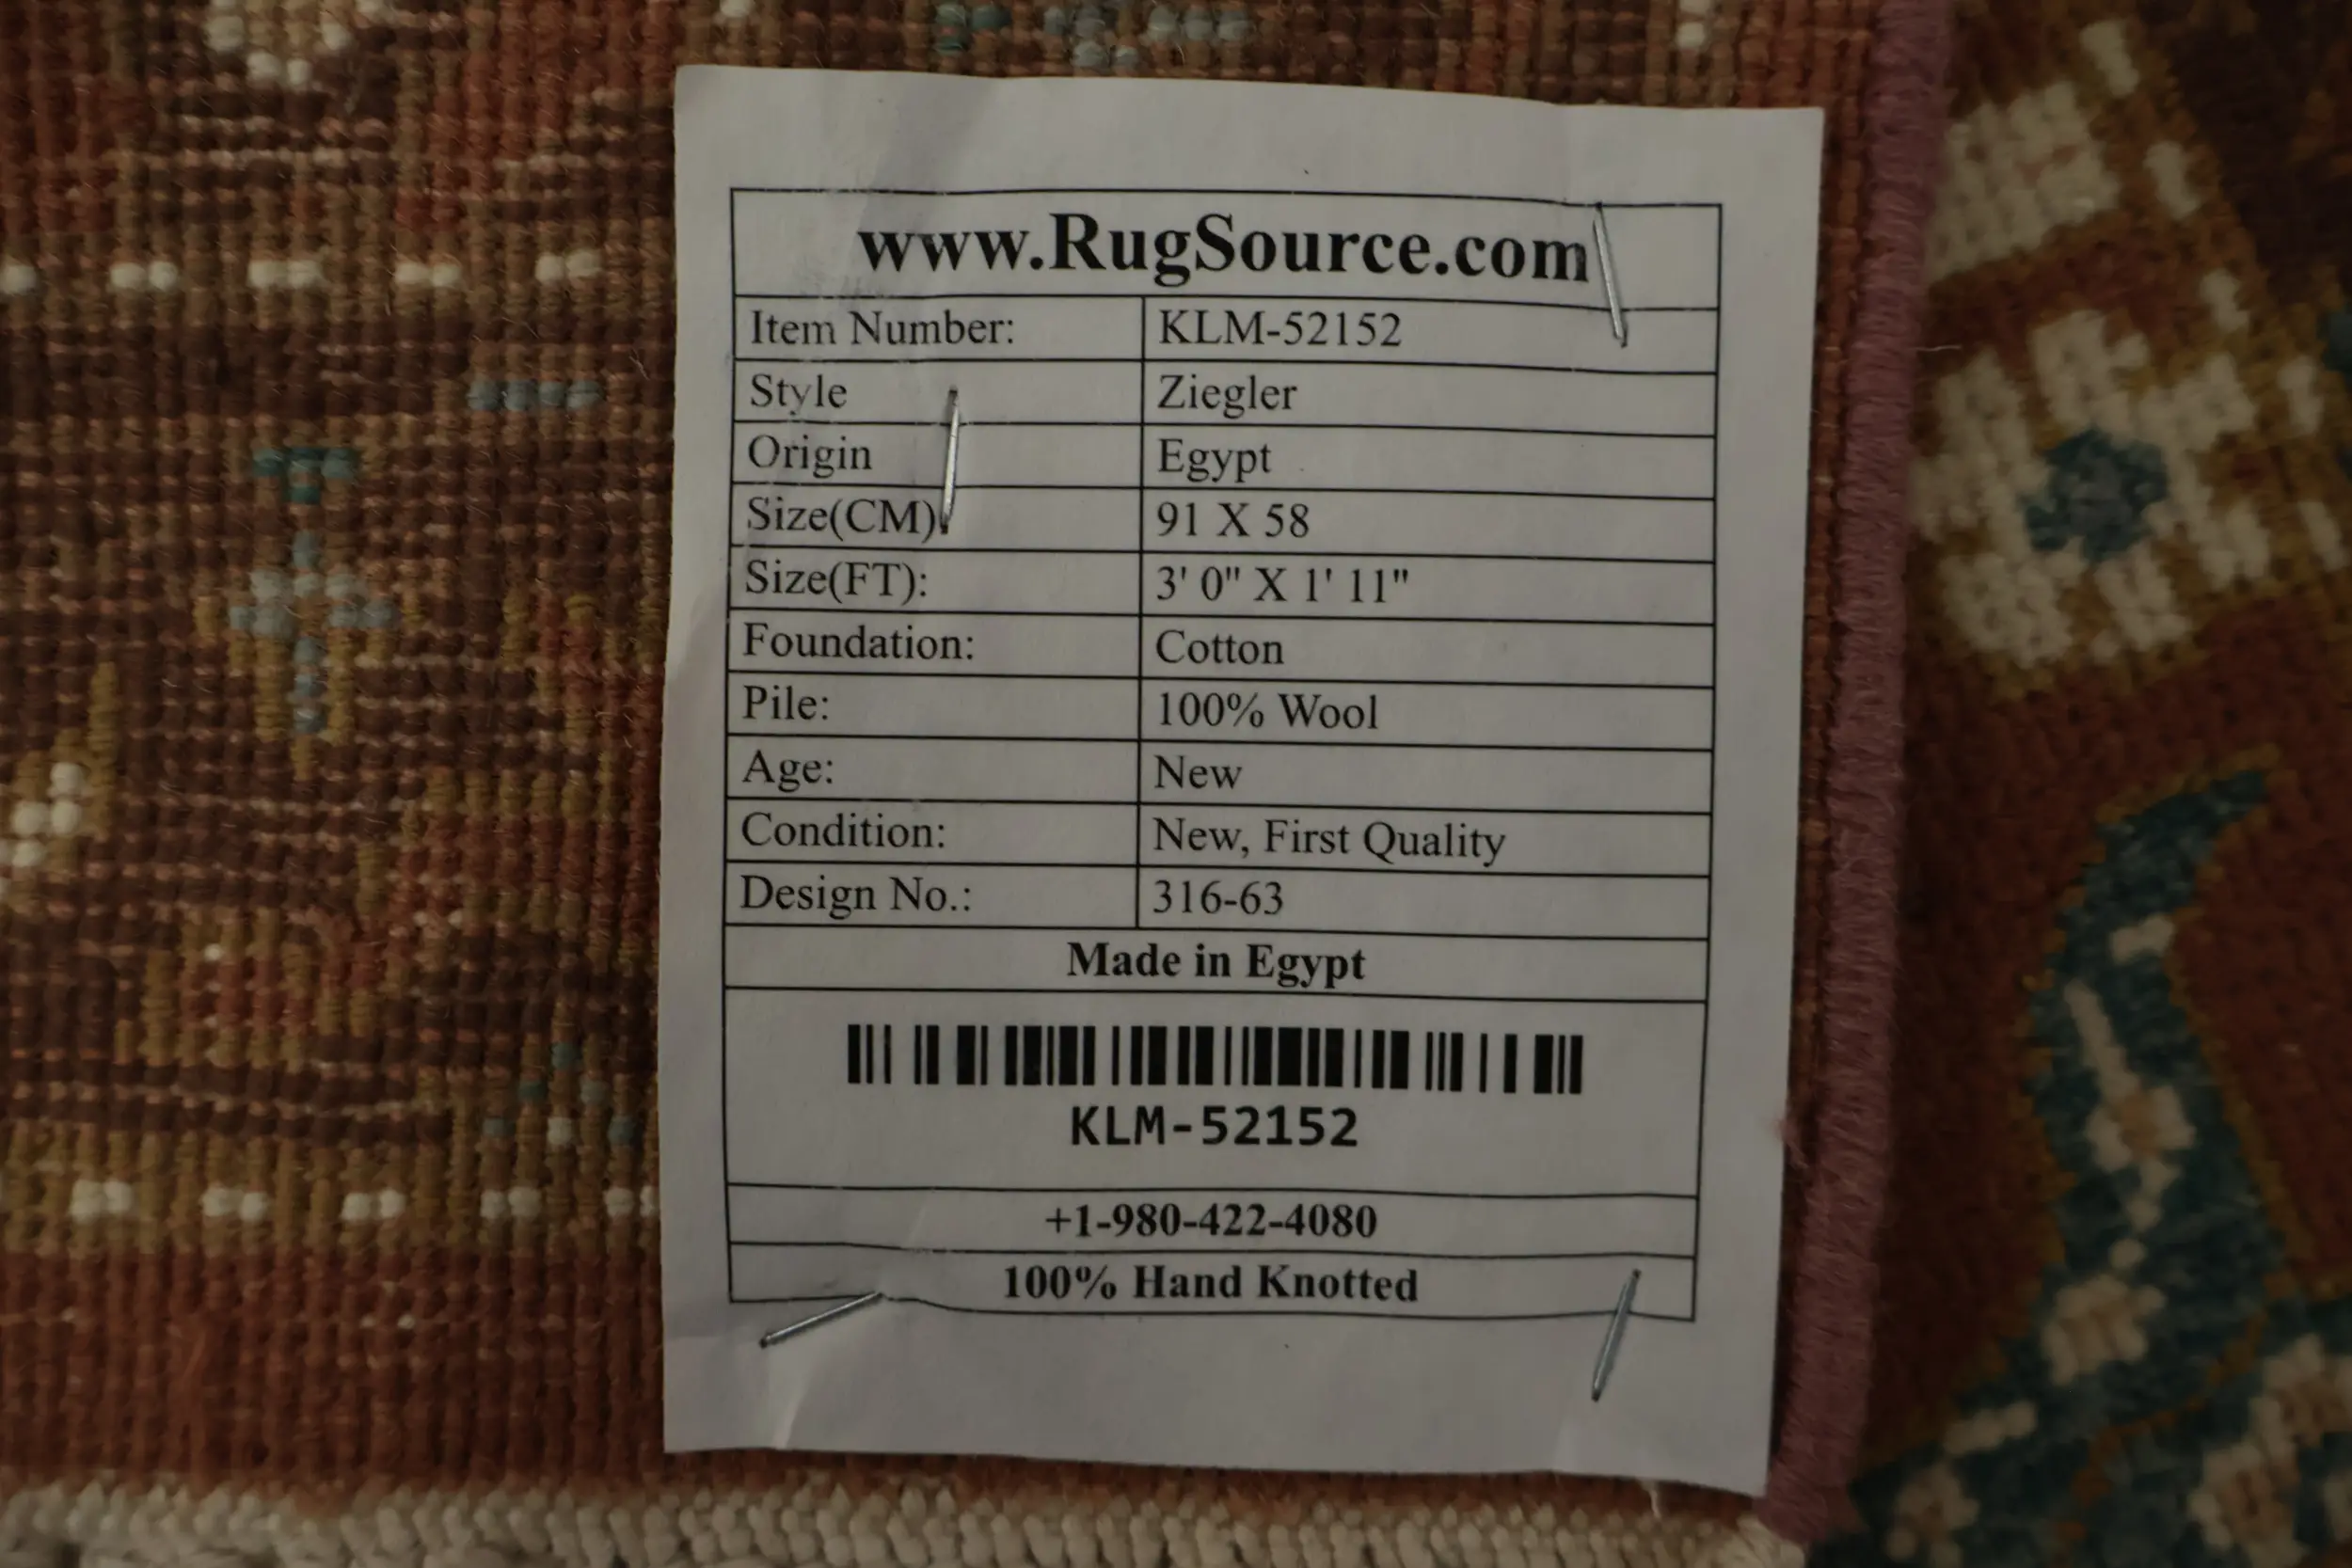 www.RugSource.com
Item Number: KLM-52152
Style Ziegler
Origin Egypt
Size(CM): 91 X 58
Size(FT): 3' 0" X 1' 11"
Foundation: Cotton
Pile: 100% Wool
Age: New
Condition: New, First Quality
Design No.: 316-63
Made in Egypt
KLM-52152
+1-980-422-4080
100% Hand Knotted